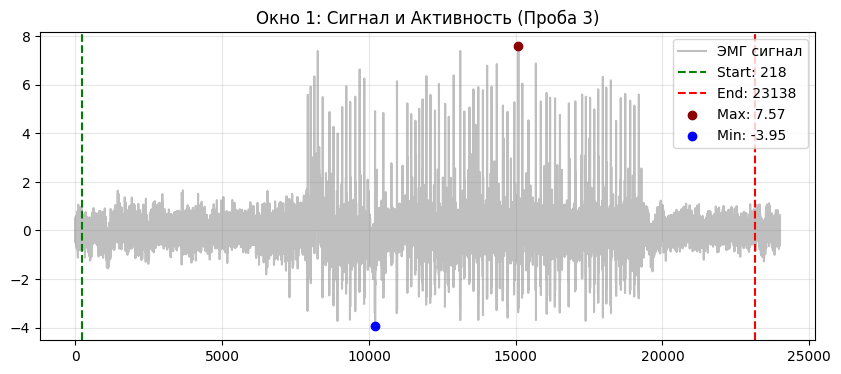 Окно 1: Сигнал и Активность (Проба 3)
8
6
4
2
0
−2
−4
0
5000
10000
15000
20000
25000
ЭМГ сигнал
Start: 218
End: 23138
Max: 7.57
Min: -3.95